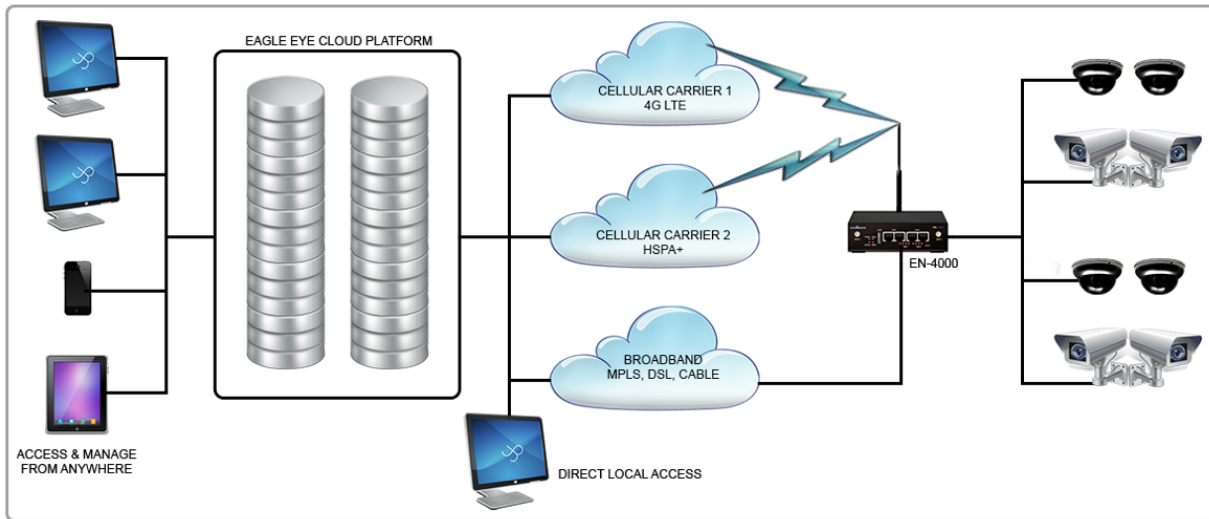 EAGLE EYE CLOUD PLATFORM
CELLULAR CARRIER 1
4G LTE
CELLULAR CARRIER 2
HSPA+
EN-4000
BROADBAND
MPLS, DSL, CABLE
ACCESS & MANAGE
FROM ANYWHERE
DIRECT LOCAL ACCESS